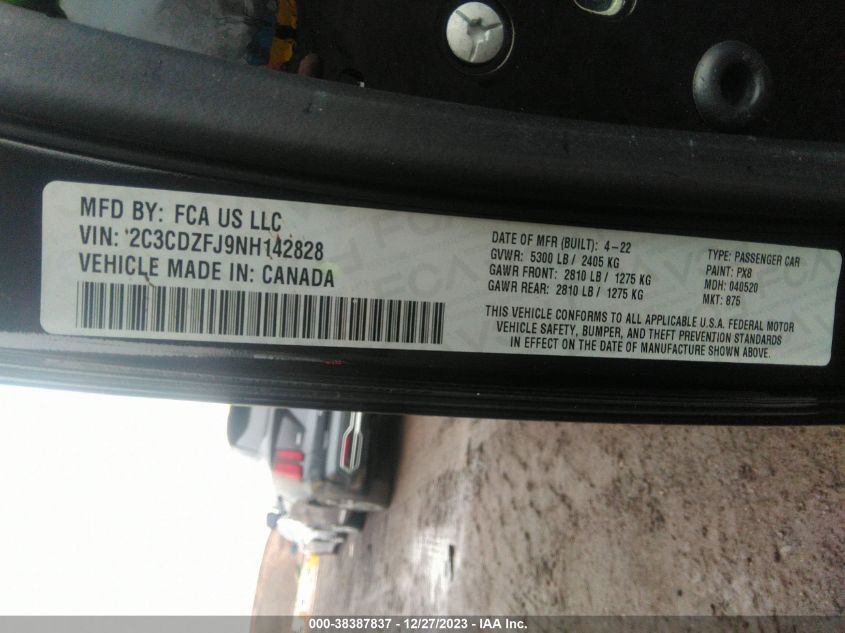 MFD BY: FCA US LLC
VIN: 2C3CDZFJ9NH142828
VEHICLE MADE IN: CANADA
DATE OF MFR (BUILT): 4-22
GVWR: 5300 LB / 2405 KG
GAWR FRONT: 2810 LB / 1275 KG
GAWR REAR: 2810 LB / 1275 KG
TYPE: PASSENGER CAR
PAINT: PX8
MDH: 040520
MKT: 875
THIS VEHICLE CONFORMS TO ALL APPLICABLE U.S.A. FEDERAL MOTOR
VEHICLE SAFETY, BUMPER, AND THEFT PREVENTION STANDARDS
IN EFFECT ON THE DATE OF MANUFACTURE SHOWN ABOVE.
000-38387837 - 12/27/2023 - IAA Inc.